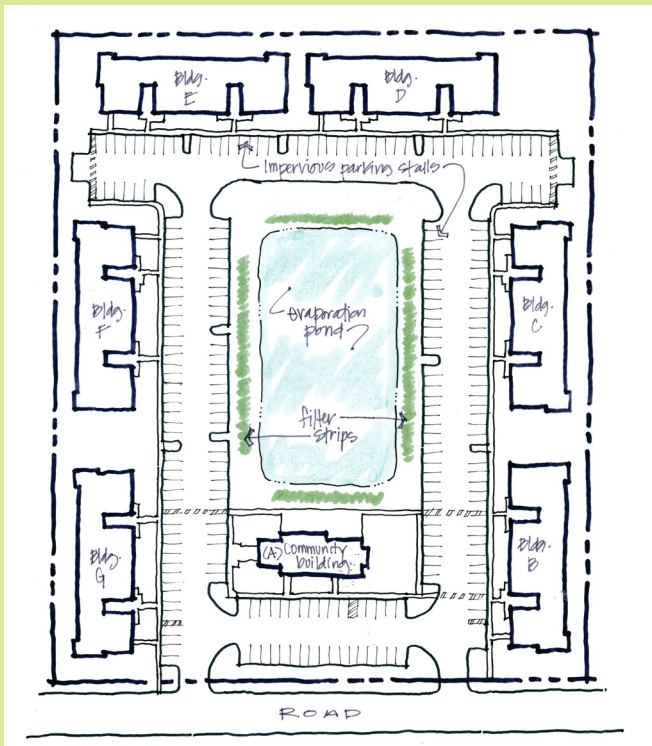 Bldg.
E
Bldg.
D
Impervious parking stalls
Bldg.
F
evaporation
pond
Bldg.
C
filter
strips
Bldg.
G
(A) Community
building
Bldg.
B
ROAD